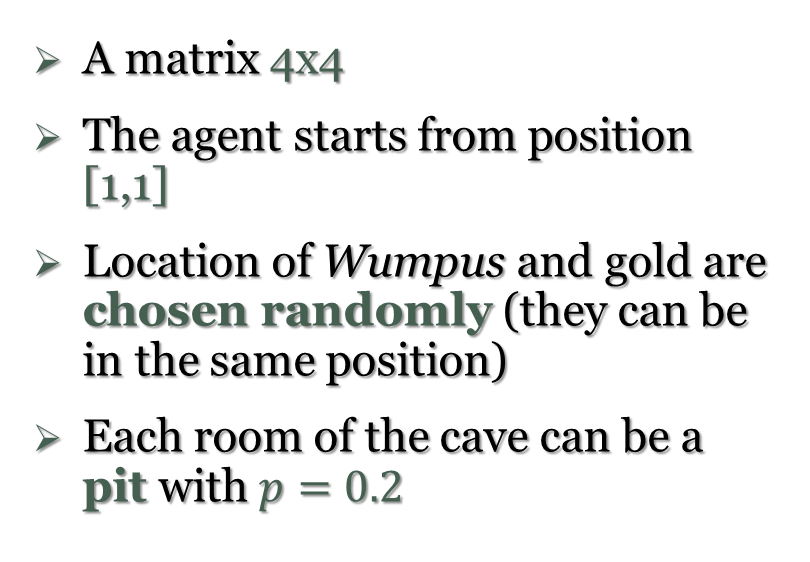 ➢ A matrix 4x4
➢ The agent starts from position
[1,1]
➢ Location of Wumpus and gold are
chosen randomly (they can be
in the same position)
➢ Each room of the cave can be a
pit with p = 0.2